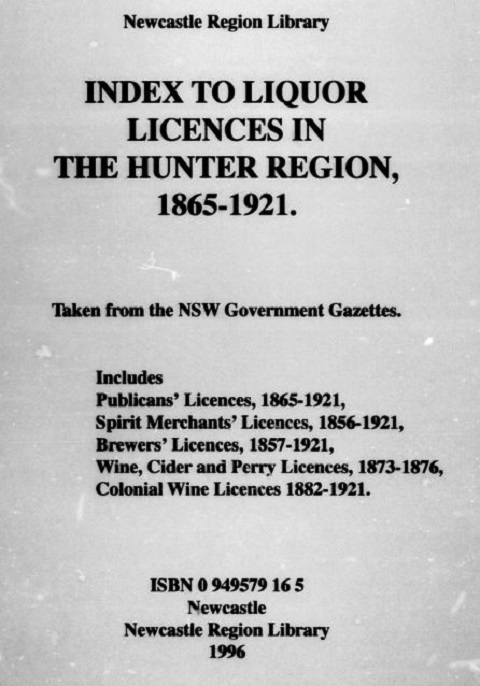 Newcastle Region Library
INDEX TO LIQUOR
LICENCES IN
THE HUNTER REGION,
1865-1921.
Taken from the NSW Government Gazettes.
Includes
Publicans' Licences, 1865-1921,
Spirit Merchants' Licences, 1856-1921,
Brewers' Licences, 1857-1921,
Wine, Cider and Perry Licences, 1873-1876,
Colonial Wine Licences 1882-1921.
ISBN 0 949579 16 5
Newcastle
Newcastle Region Library
1996